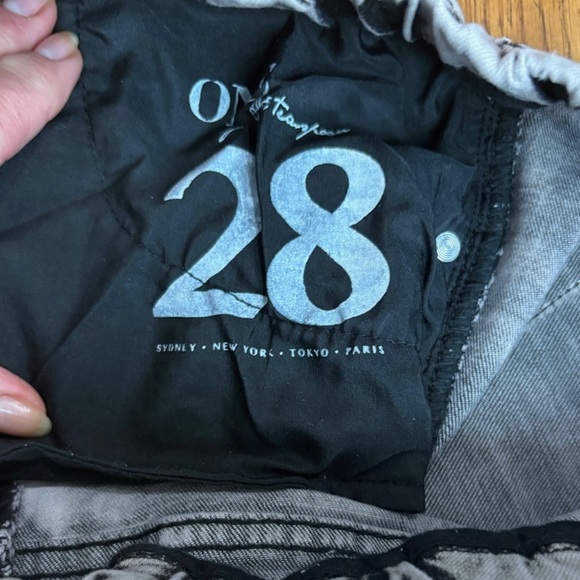 28
SYDNEY • NEW YORK • TOKYO • PARIS